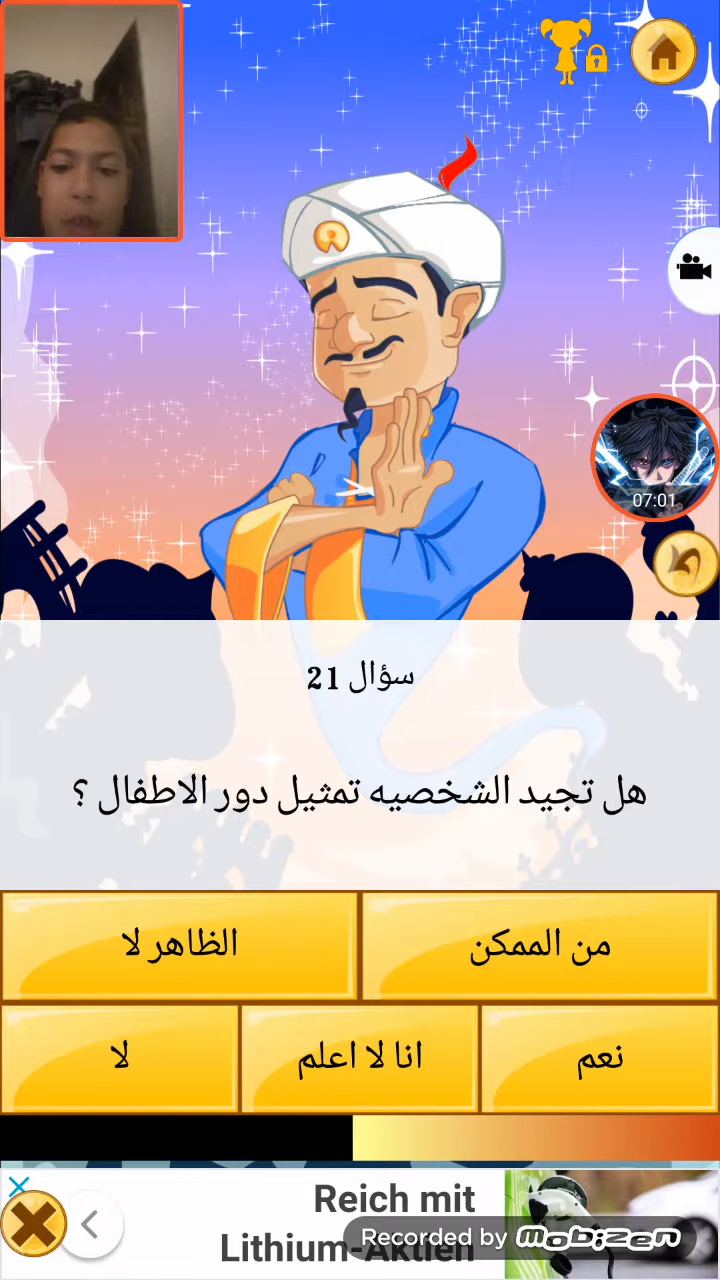 07:01
سؤال 21
هل تجيد الشخصيه تمثيل دور الاطفال ؟
من الممكن
الظاهر لا
نعم
انا لا اعلم
لا
Reich mit
Lithium-Aktien
Recorded by mobizen